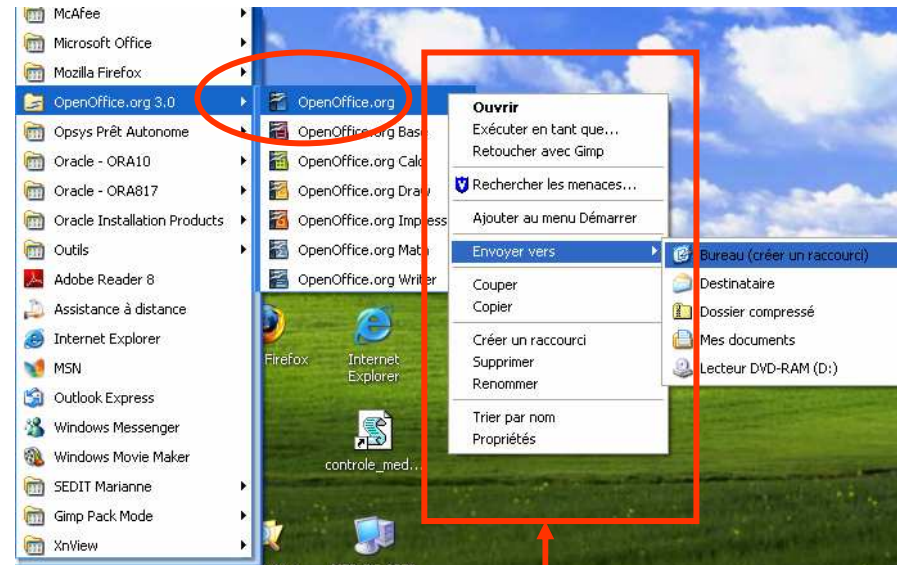 McAfee
Microsoft Office
Mozilla Firefox
OpenOffice.org 3.0
Opsys Prêt Autonome
Oracle - ORA10
Oracle - ORA817
Oracle Installation Products
Outils
Adobe Reader 8
Assistance à distance
Internet Explorer
MSN
Outlook Express
Windows Messenger
Windows Movie Maker
SEDIT Marianne
Gimp Pack Mode
XnView
OpenOffice.org
OpenOffice.org Base
OpenOffice.org Calc
OpenOffice.org Draw
OpenOffice.org Impress
OpenOffice.org Math
OpenOffice.org Writer
Ouvrir
Exécuter en tant que...
Retoucher avec Gimp
Rechercher les menaces...
Ajouter au menu Démarrer
Envoyer vers
Couper
Copier
Créer un raccourci
Supprimer
Renommer
Trier par nom
Propriétés
Bureau (créer un raccourci)
Destinataire
Dossier compressé
Mes documents
Lecteur DVD-RAM (D:)
Firefox
Internet
Explorer
controle_med...